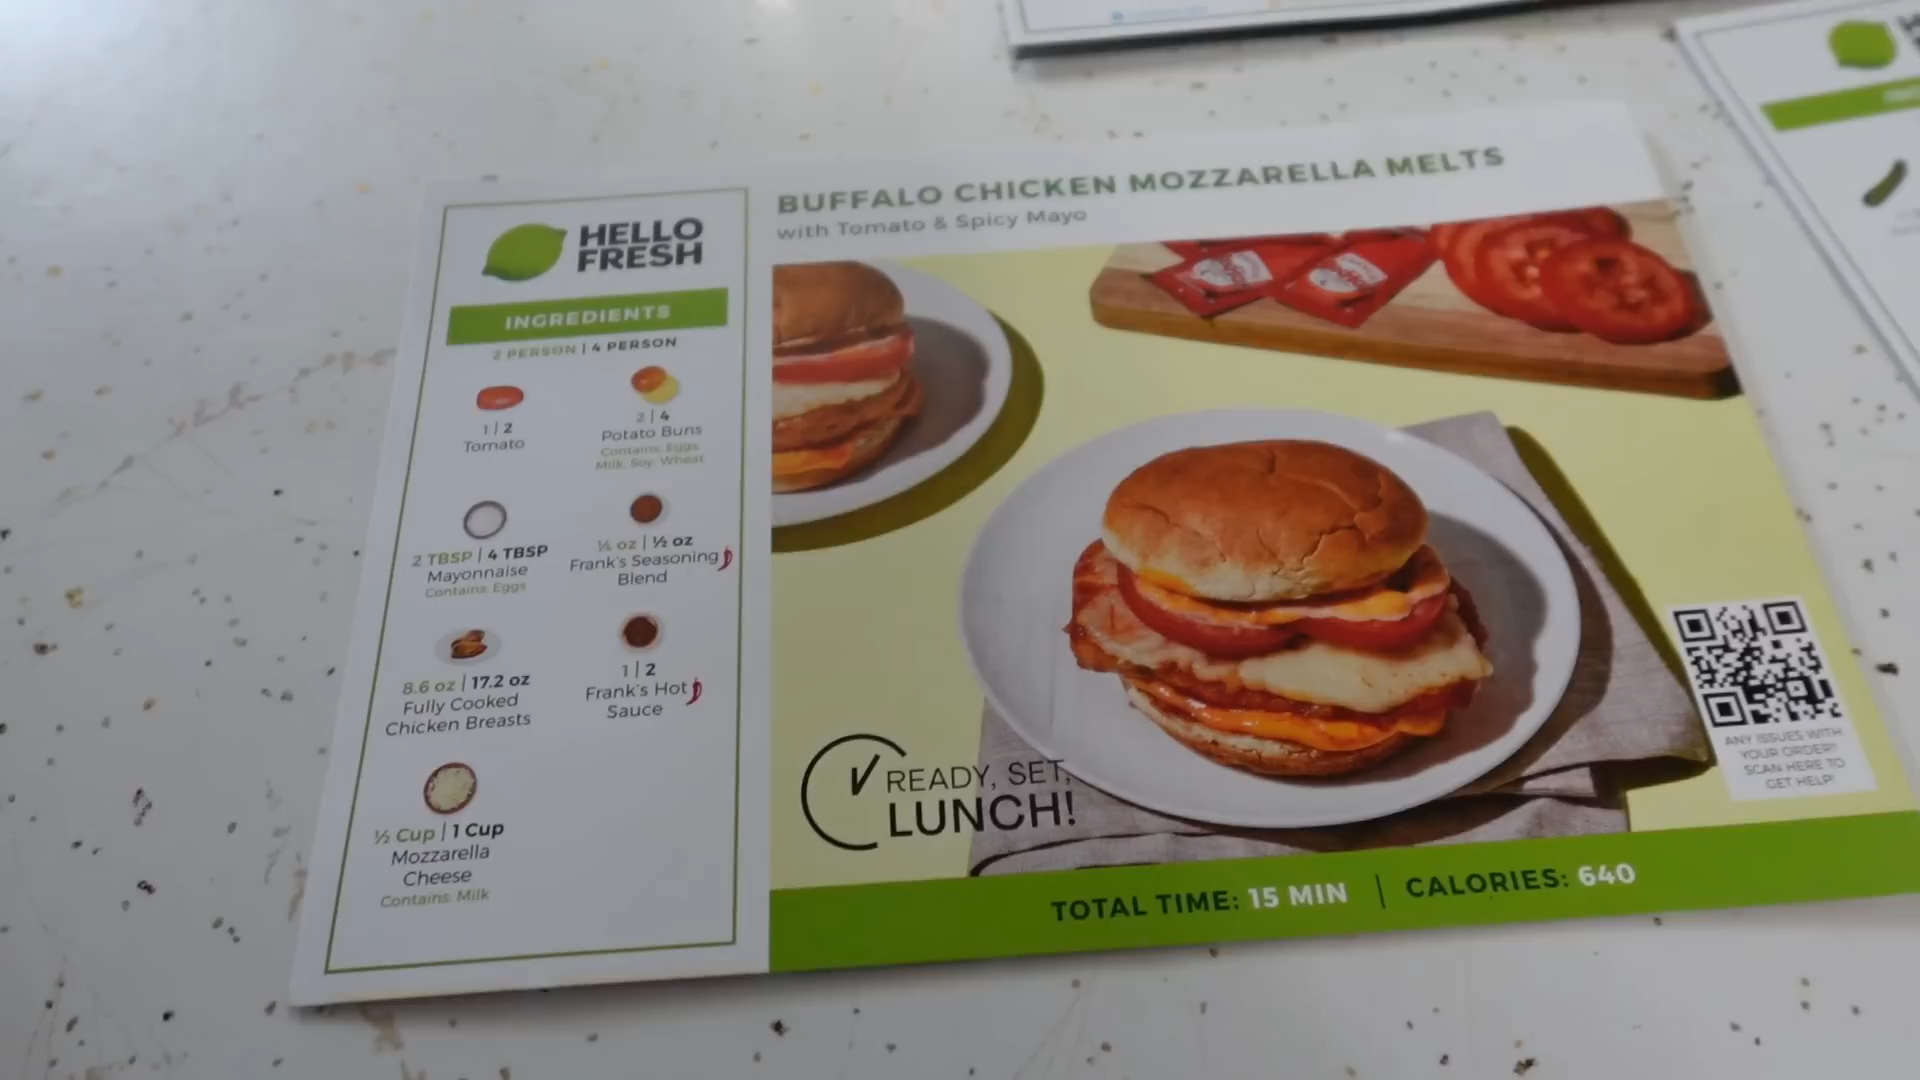 BUFFALO CHICKEN MOZZARELLA MELTS
with Tomato & Spicy Mayo
HELLO
FRESH
INGREDIENTS
2 PERSON | 4 PERSON
1 | 2
Tomato
2 | 4
Potato Buns
Contains: Eggs
Milk, Soy, Wheat
2 TBSP | 4 TBSP
Mayonnaise
Contains: Eggs
¼ oz | ½ oz
Frank's Seasoning
Blend
8.6 oz | 17.2 oz
Fully Cooked
Chicken Breasts
1 | 2
Frank's Hot
Sauce
½ Cup | 1 Cup
Mozzarella
Cheese
Contains: Milk
READY, SET,
LUNCH!
ANY ISSUES WITH
YOUR ORDER?
SCAN HERE TO
GET HELP!
TOTAL TIME: 15 MIN | CALORIES: 640